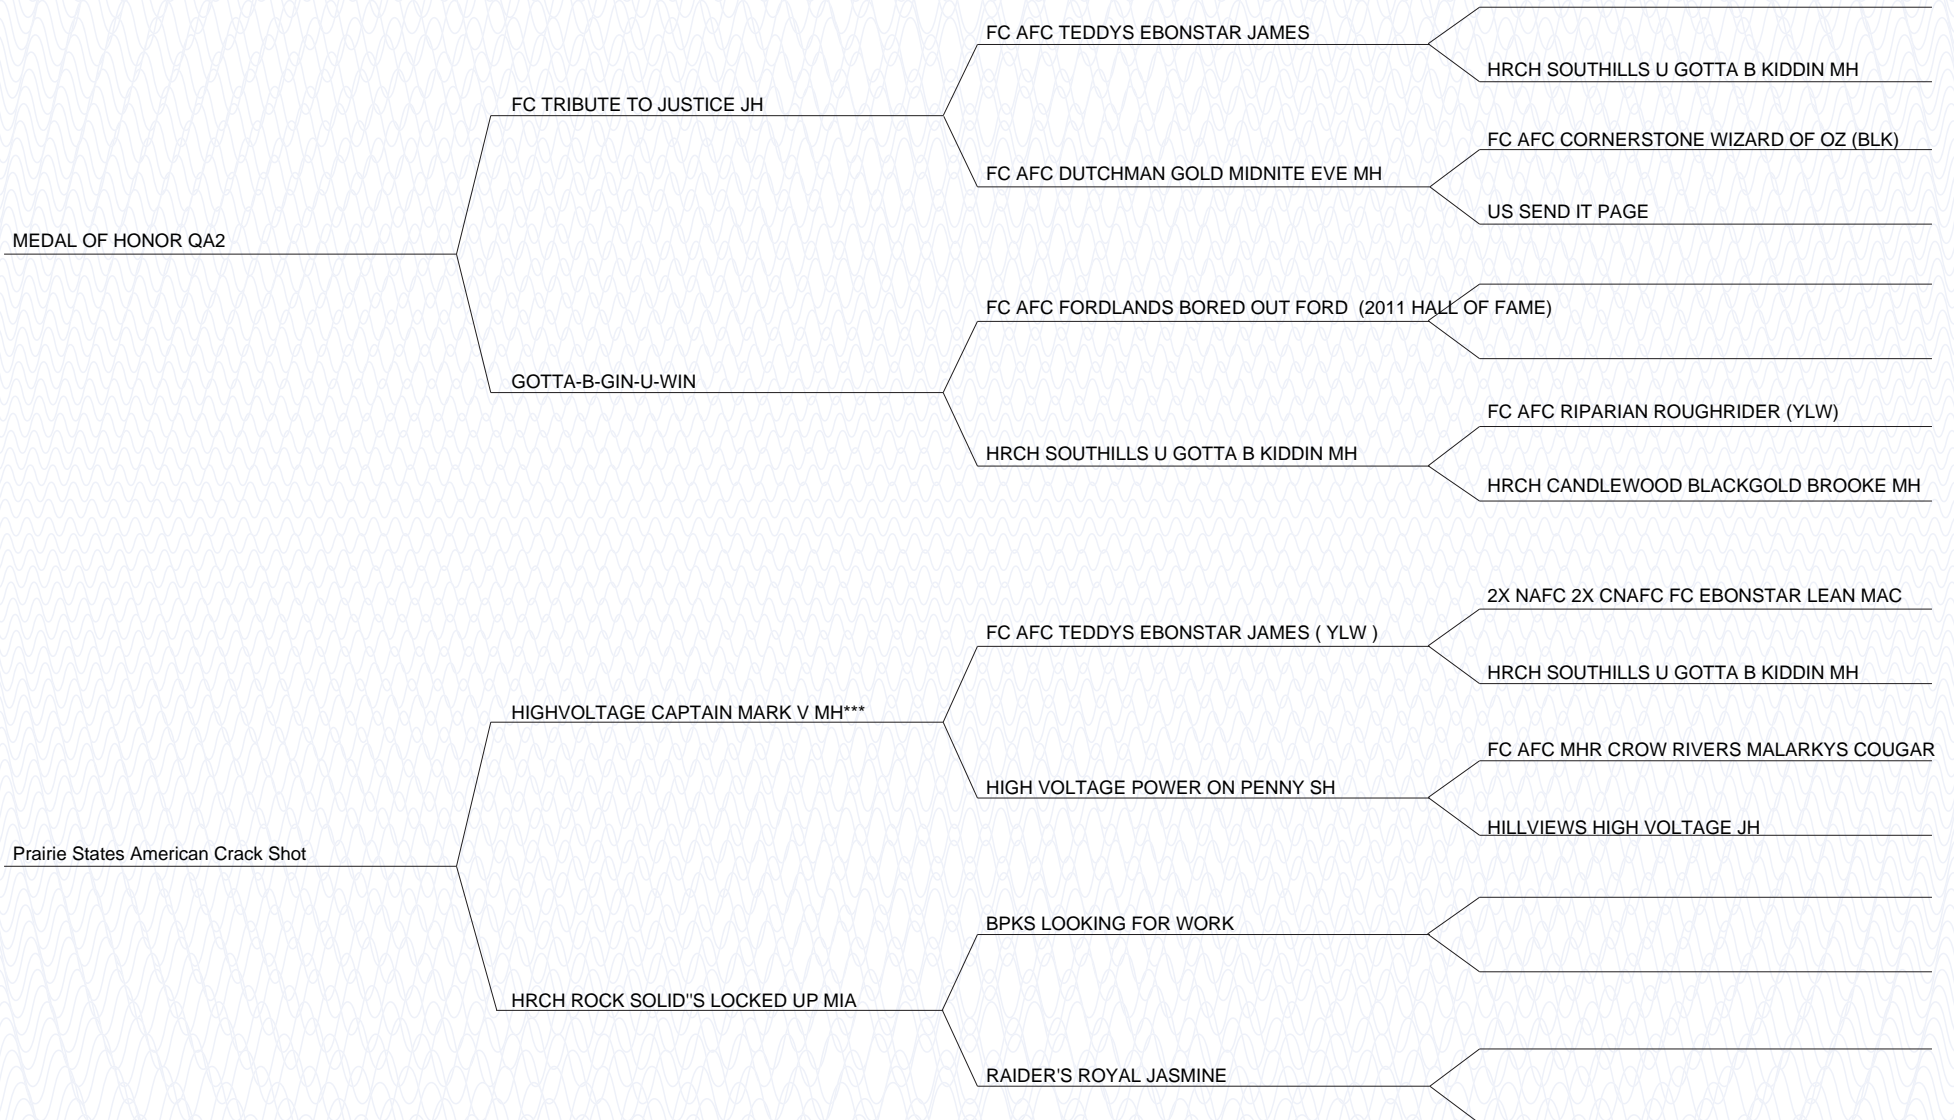 FC AFC TEDDYS EBONSTAR JAMES
HRCH SOUTHILLS U GOTTA B KIDDIN MH
FC TRIBUTE TO JUSTICE JH
FC AFC CORNERSTONE WIZARD OF OZ (BLK)
FC AFC DUTCHMAN GOLD MIDNITE EVE MH
US SEND IT PAGE
MEDAL OF HONOR QA2
FC AFC FORDLANDS BORED OUT FORD  (2011 HALL OF FAME)
GOTTA-B-GIN-U-WIN
FC AFC RIPARIAN ROUGHRIDER (YLW)
HRCH SOUTHILLS U GOTTA B KIDDIN MH
HRCH CANDLEWOOD BLACKGOLD BROOKE MH
2X NAFC 2X CNAFC FC EBONSTAR LEAN MAC
FC AFC TEDDYS EBONSTAR JAMES ( YLW )
HRCH SOUTHILLS U GOTTA B KIDDIN MH
HIGHVOLTAGE CAPTAIN MARK V MH***
FC AFC MHR CROW RIVERS MALARKYS COUGAR
HIGH VOLTAGE POWER ON PENNY SH
HILLVIEWS HIGH VOLTAGE JH
Prairie States American Crack Shot
BPKS LOOKING FOR WORK
HRCH ROCK SOLID"S LOCKED UP MIA
RAIDER'S ROYAL JASMINE